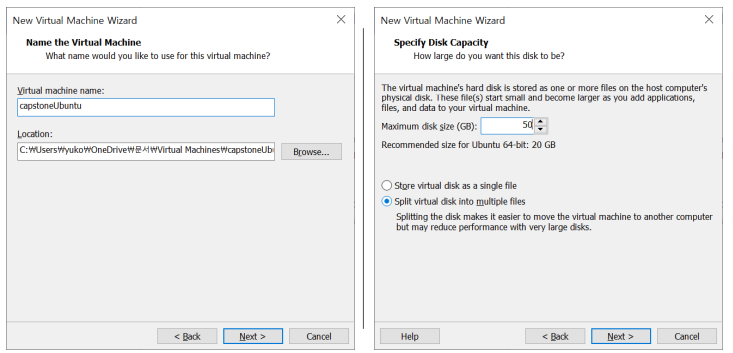 New Virtual Machine Wizard
Name the Virtual Machine
What name would you like to use for this virtual machine?
Virtual machine name:
capstoneUbuntu
Location:
C:₩Users₩yuko₩OneDrive₩문서₩Virtual Machines₩capstoneUb
Browse...
< Back
Next >
Cancel
New Virtual Machine Wizard
Specify Disk Capacity
How large do you want this disk to be?
The virtual machine's hard disk is stored as one or more files on the host computer's
physical disk. These file(s) start small and become larger as you add applications,
files, and data to your virtual machine.
Maximum disk size (GB):
50
Recommended size for Ubuntu 64-bit: 20 GB
Store virtual disk as a single file
Split virtual disk into multiple files
Splitting the disk makes it easier to move the virtual machine to another computer
but may reduce performance with very large disks.
Help
< Back
Next >
Cancel